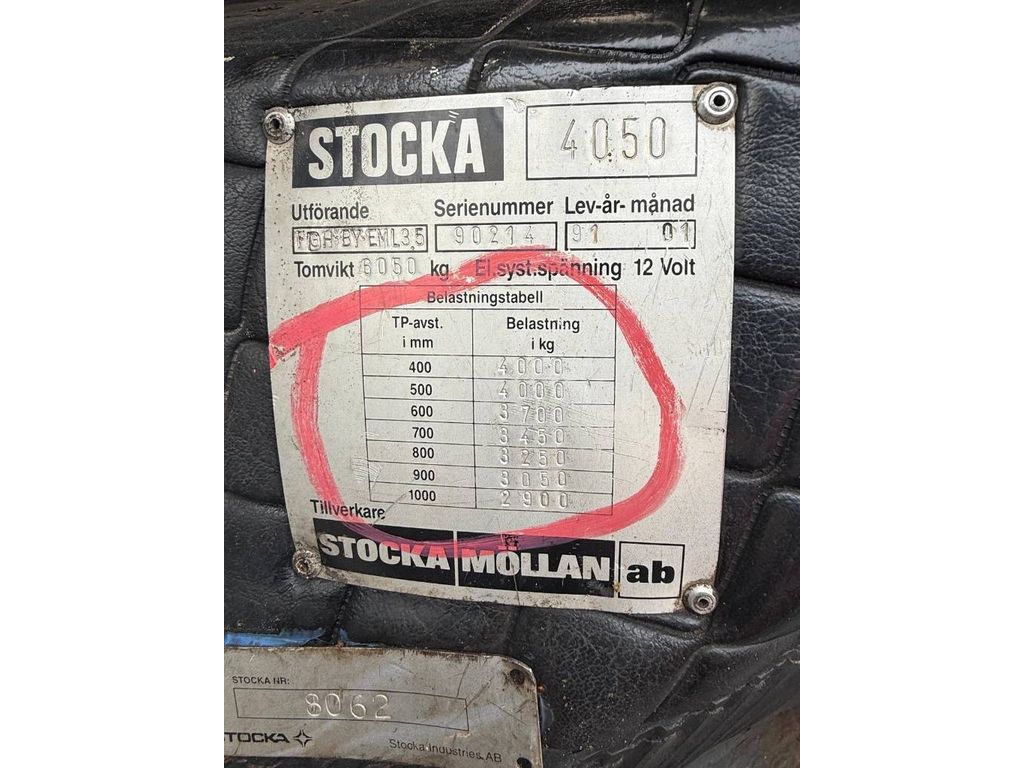 STOCKA 4050
Utförande Serienummer Lev-år- månad
BY EML3,5 90214 91 01
Tomvikt 6050 kg El.syst.spänning 12 Volt
Belastningstabell
TP-avst. i mm Belastning i kg
400 4000
500 4000
600 3700
700 3450
800 3250
900 3050
1000 2900
Tillverkare
STOCKA MÖLLAN ab
STOCKA NR:
8062
STOCKA Stocka Industries AB